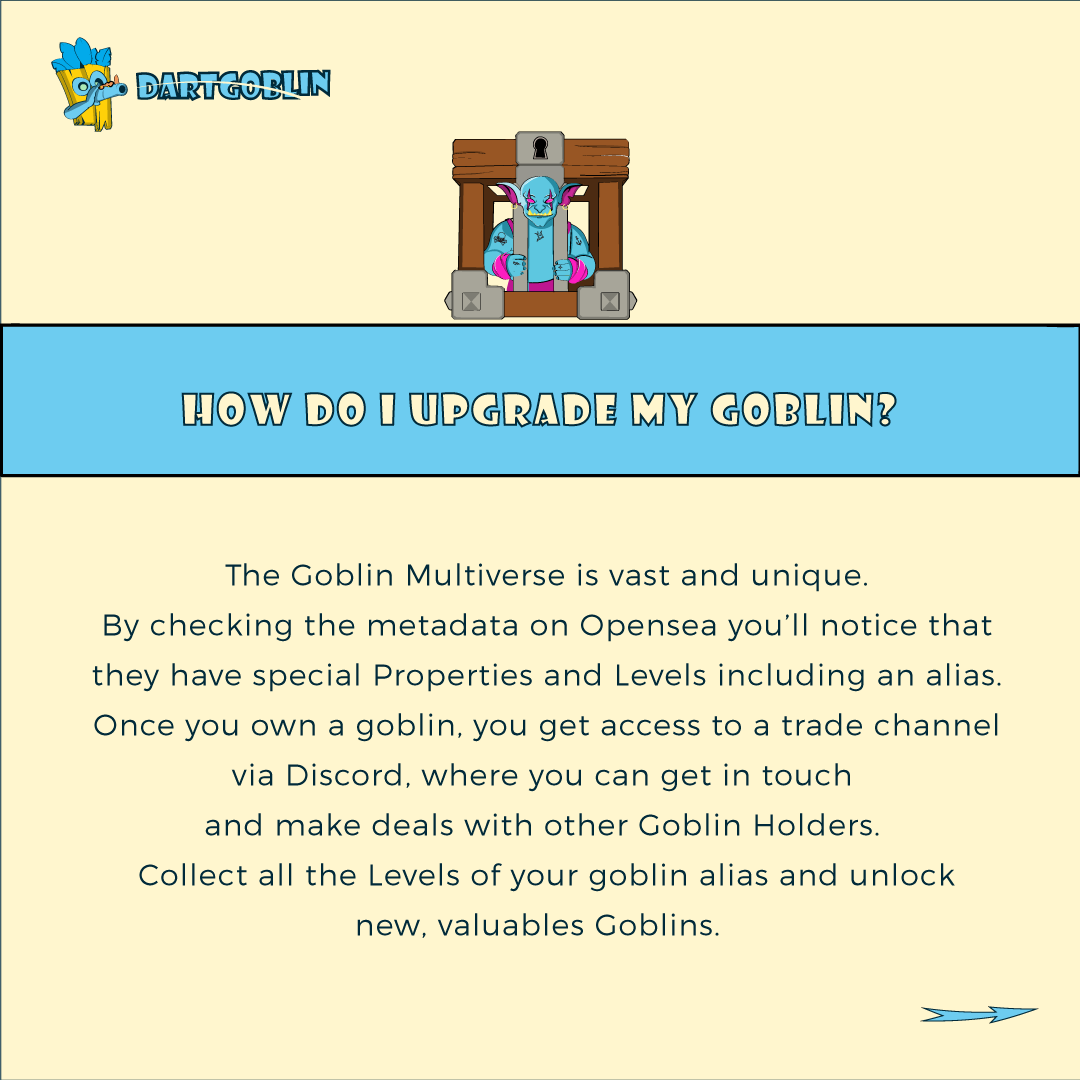 DARTGOBLIN
HOW DO I UPGRADE MY GOBLIN?
The Goblin Multiverse is vast and unique.
By checking the metadata on Opensea you’ll notice that
they have special Properties and Levels including an alias.
Once you own a goblin, you get access to a trade channel
via Discord, where you can get in touch
and make deals with other Goblin Holders.
Collect all the Levels of your goblin alias and unlock
new, valuables Goblins.